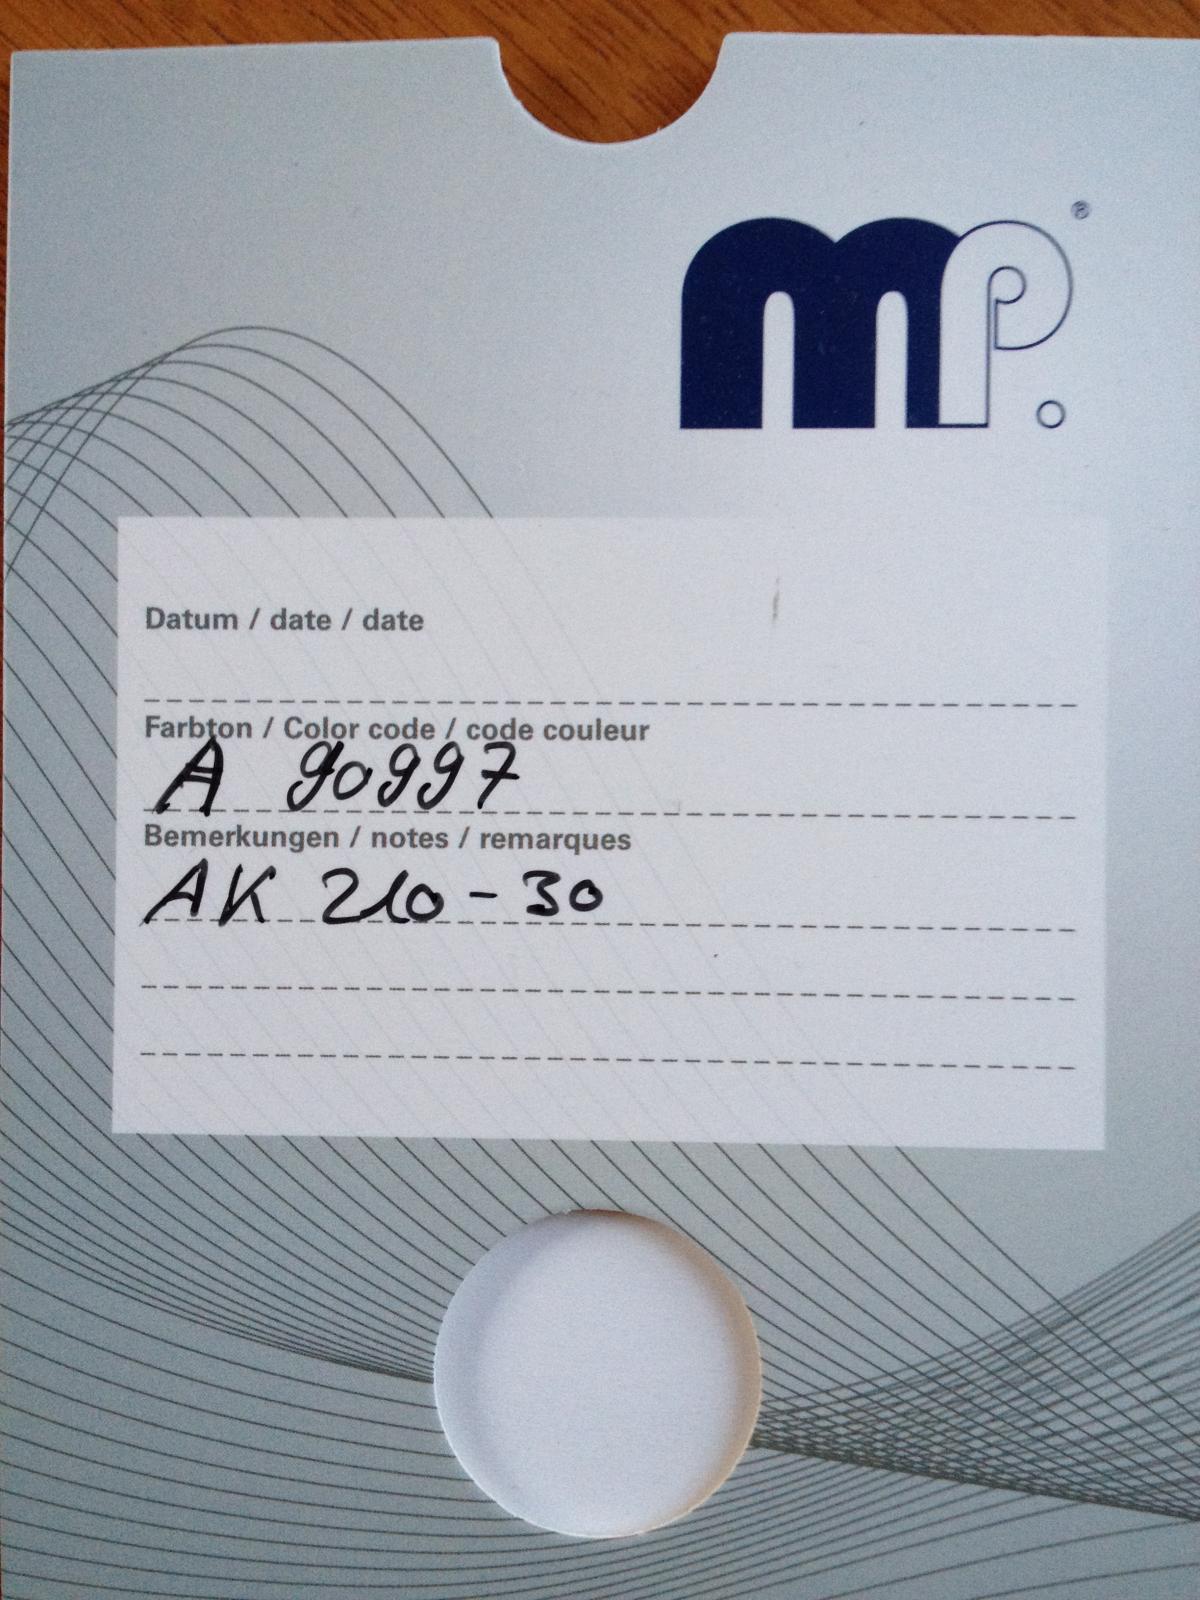 mp.®
Datum / date / date
Farbton / Color code / code couleur
A 90997
Bemerkungen / notes / remarques
AK 210-30